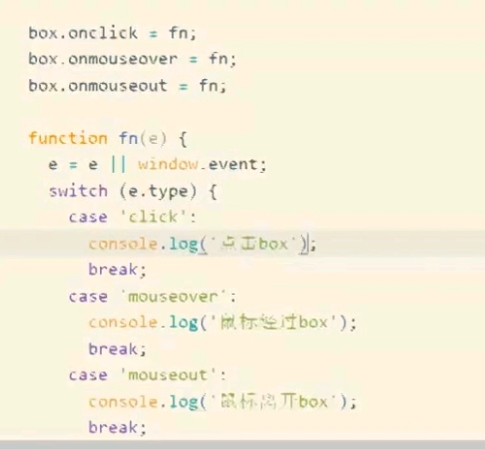 box.onclick = fn;
box.onmouseover = fn;
box.onmouseout = fn;
function fn(e) {
e = e || window.event;
switch (e.type) {
case 'click':
console.log('点击box');
break;
case 'mouseover':
console.log('鼠标经过box');
break;
case 'mouseout':
console.log('鼠标离开box');
break;